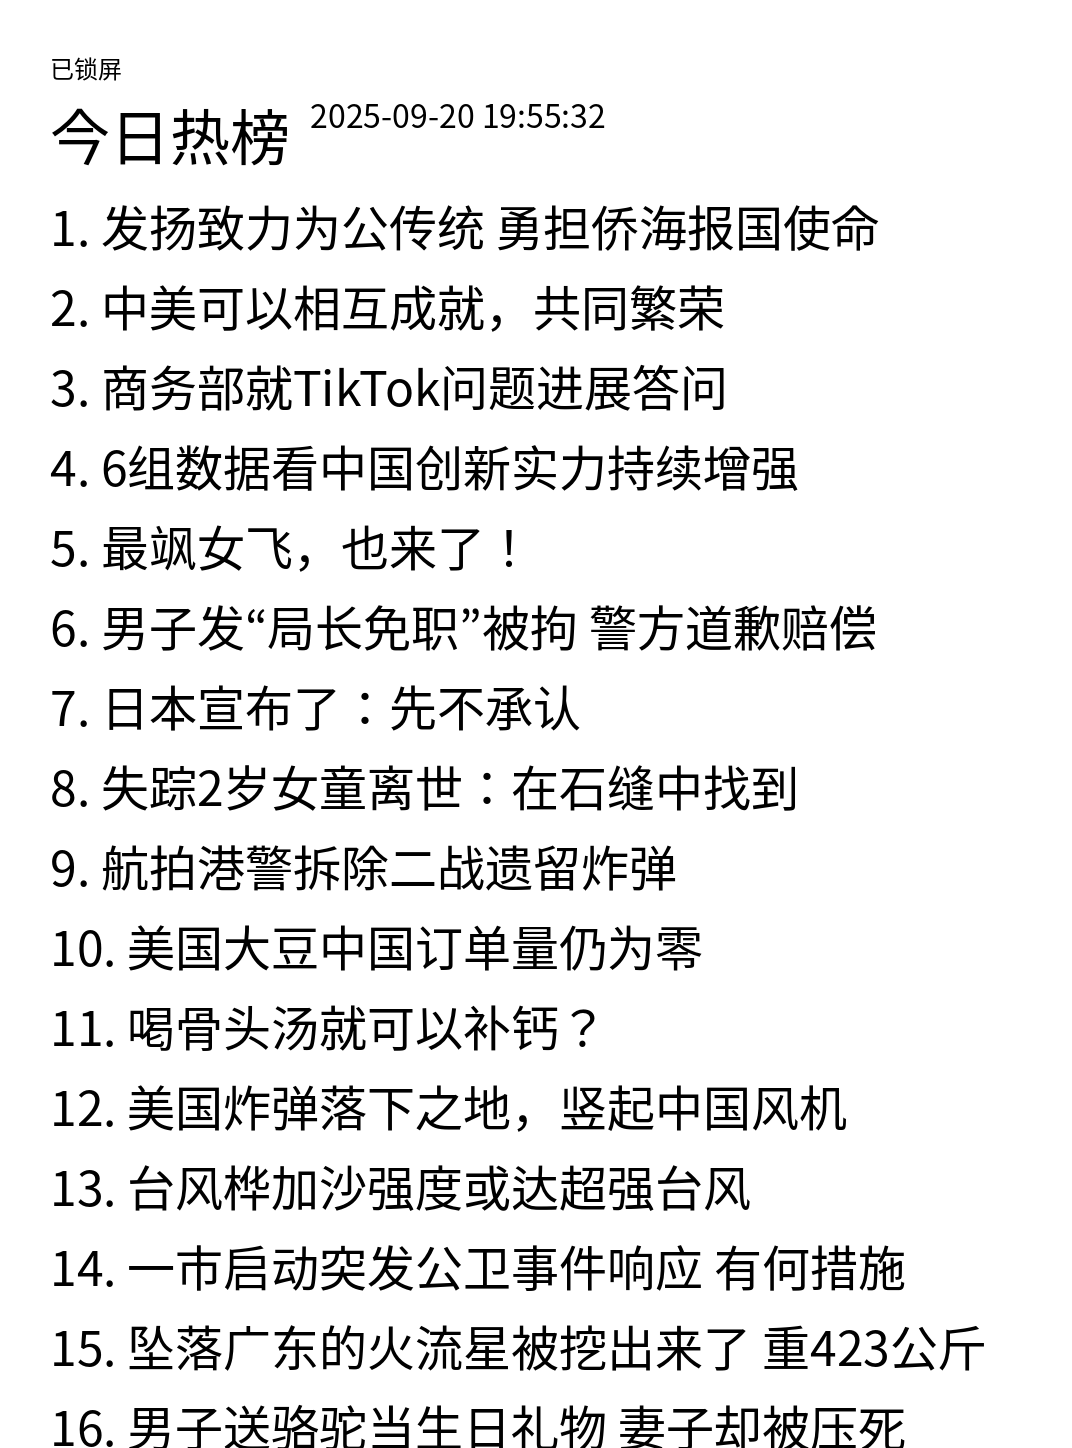 已锁屏
今日热榜 2025-09-20 19:55:32
1. 发扬致力为公传统 勇担侨海报国使命
2. 中美可以相互成就，共同繁荣
3. 商务部就TikTok问题进展答问
4. 6组数据看中国创新实力持续增强
5. 最飒女飞，也来了！
6. 男子发“局长免职”被拘 警方道歉赔偿
7. 日本宣布了：先不承认
8. 失踪2岁女童离世：在石缝中找到
9. 航拍港警拆除二战遗留炸弹
10. 美国大豆中国订单量仍为零
11. 喝骨头汤就可以补钙？
12. 美国炸弹落下之地，竖起中国风机
13. 台风桦加沙强度或达超强台风
14. 一市启动突发公卫事件响应 有何措施
15. 坠落广东的火流星被挖出来了 重423公斤
16. 男子送骆驼当生日礼物 妻子却被压死